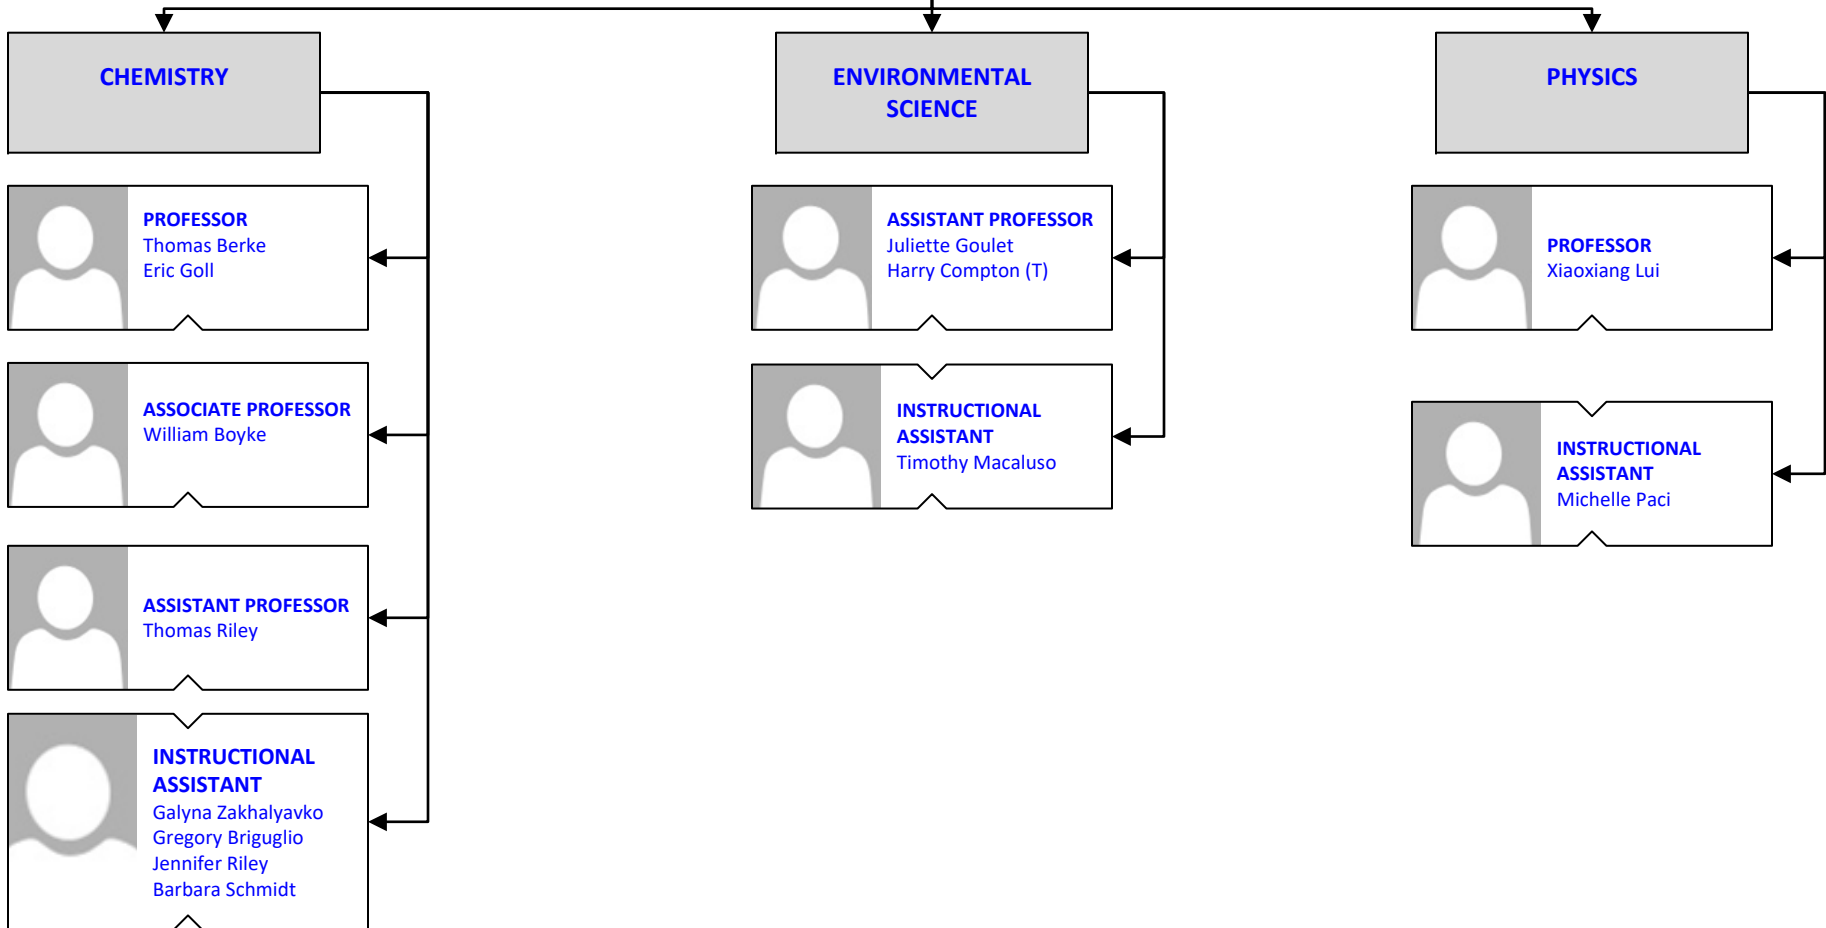 CHEMISTRY
PROFESSOR
Thomas Berke
Eric Goll
ASSOCIATE PROFESSOR
William Boyke
ASSISTANT PROFESSOR
Thomas Riley
INSTRUCTIONAL
ASSISTANT
Galyna Zakhalyavko
Gregory Briguglio
Jennifer Riley
Barbara Schmidt
ENVIRONMENTAL
SCIENCE
ASSISTANT PROFESSOR
Juliette Goulet
Harry Compton (T)
INSTRUCTIONAL
ASSISTANT
Timothy Macaluso
PHYSICS
PROFESSOR
Xiaoxiang Lui
INSTRUCTIONAL
ASSISTANT
Michelle Paci